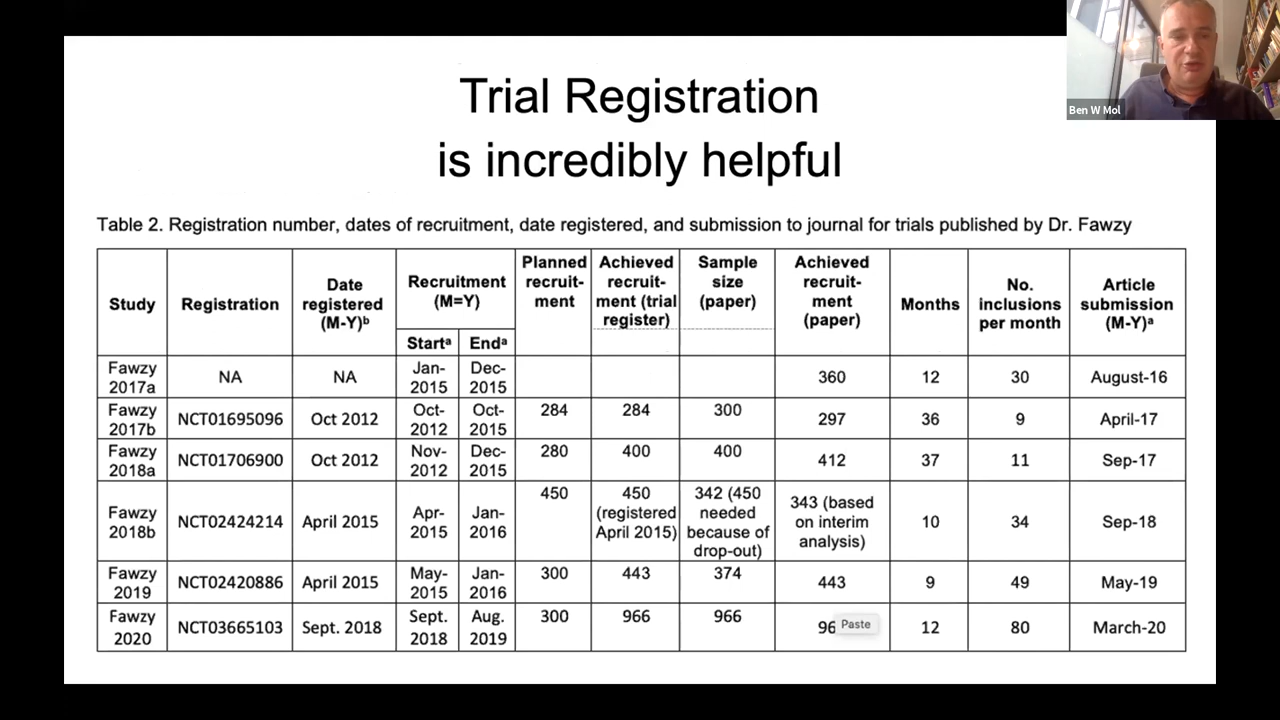 Ben W Mol
Trial Registration
is incredibly helpful
Table 2. Registration number, dates of recruitment, date registered, and submission to journal for trials published by Dr. Fawzy
Study
Registration
Date
registered
(M-Y)ᵇ
Recruitment
(M=Y)
Startᵃ
Endᵃ
Planned
recruit-
ment
Achieved
recruit-
ment (trial
register)
Sample
size
(paper)
Achieved
recruit-
ment
(paper)
Months
No.
inclusions
per month
Article
submission
(M-Y)ᵃ
Fawzy
2017a
NA
NA
Jan-
2015
Dec-
2015
360
12
30
August-16
Fawzy
2017b
NCT01695096
Oct 2012
Oct-
2012
Oct-
2015
284
284
300
297
36
9
April-17
Fawzy
2018a
NCT01706900
Oct 2012
Nov-
2012
Dec-
2015
280
400
400
412
37
11
Sep-17
Fawzy
2018b
NCT02424214
April 2015
Apr-
2015
Jan-
2016
450
450
(registered
April 2015)
342 (450
needed
because of
drop-out)
343 (based
on interim
analysis)
10
34
Sep-18
Fawzy
2019
NCT02420886
April 2015
May-
2015
Jan-
2016
300
443
374
443
9
49
May-19
Fawzy
2020
NCT03665103
Sept. 2018
Sept.
2018
Aug.
2019
300
966
966
Paste
12
80
March-20